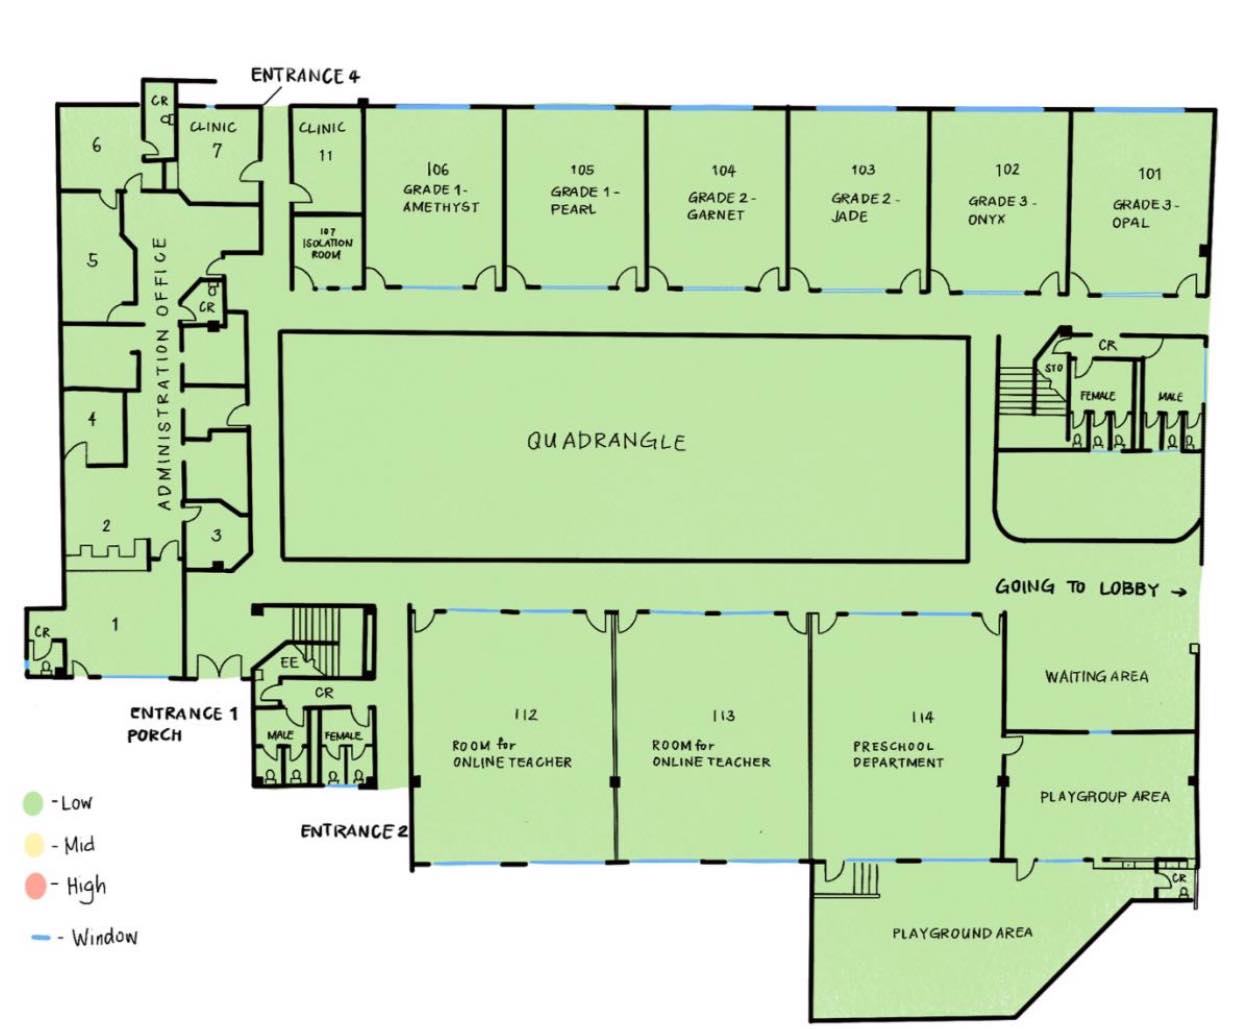 ENTRANCE 4
CR
6
CLINIC
7
CLINIC
11
106
GRADE 1-
AMETHYST
105
GRADE 1-
PEARL
104
GRADE 2-
GARNET
103
GRADE 2-
JADE
102
GRADE 3-
ONYX
101
GRADE 3-
OPAL
107
ISOLATION
ROOM
5
ADMINISTRATION OFFICE
CR
4
2
3
1
CR
QUADRANGLE
CR
STO
FEMALE
MALE
GOING TO LOBBY →
EE
CR
MALE
FEMALE
ENTRANCE 1
PORCH
ENTRANCE 2
112
ROOM for
ONLINE TEACHER
113
ROOM for
ONLINE TEACHER
114
PRESCHOOL
DEPARTMENT
WAITING AREA
PLAYGROUP AREA
CR
PLAYGROUND AREA
- Low
- Mid
- High
- Window